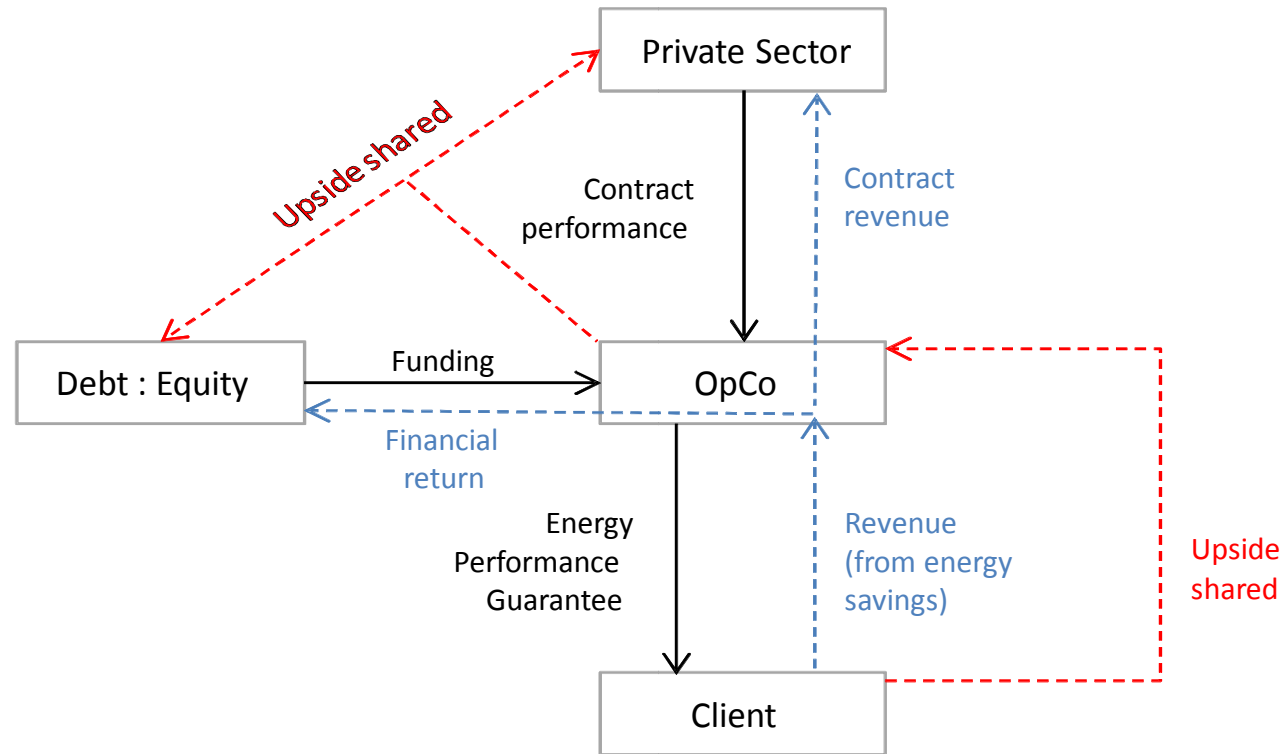 Private Sector
Upside shared
Contract
performance
Contract
revenue
Debt : Equity
Funding
OpCo
Financial
return
Energy
Performance
Guarantee
Revenue
(from energy
savings)
Upside
shared
Client